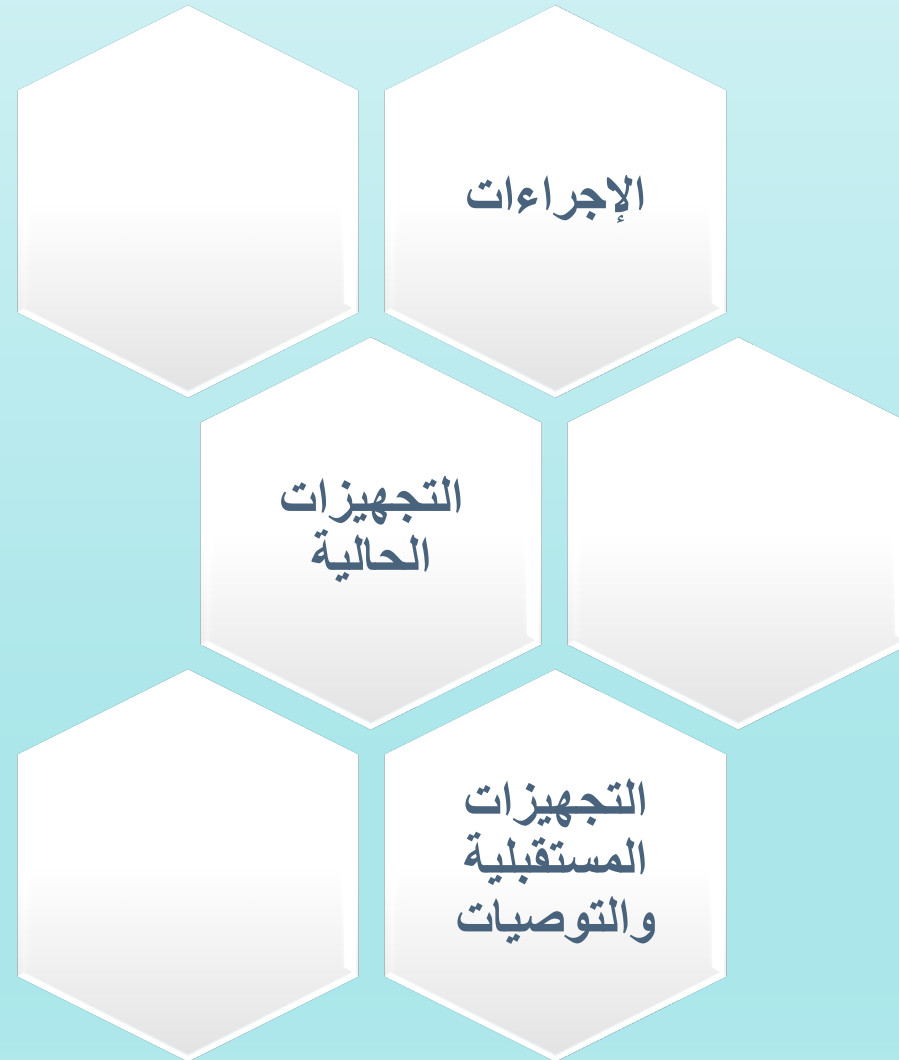 الإجراءات
التجهيزات
الحالية
التجهيزات
المستقبلية
والتوصيات